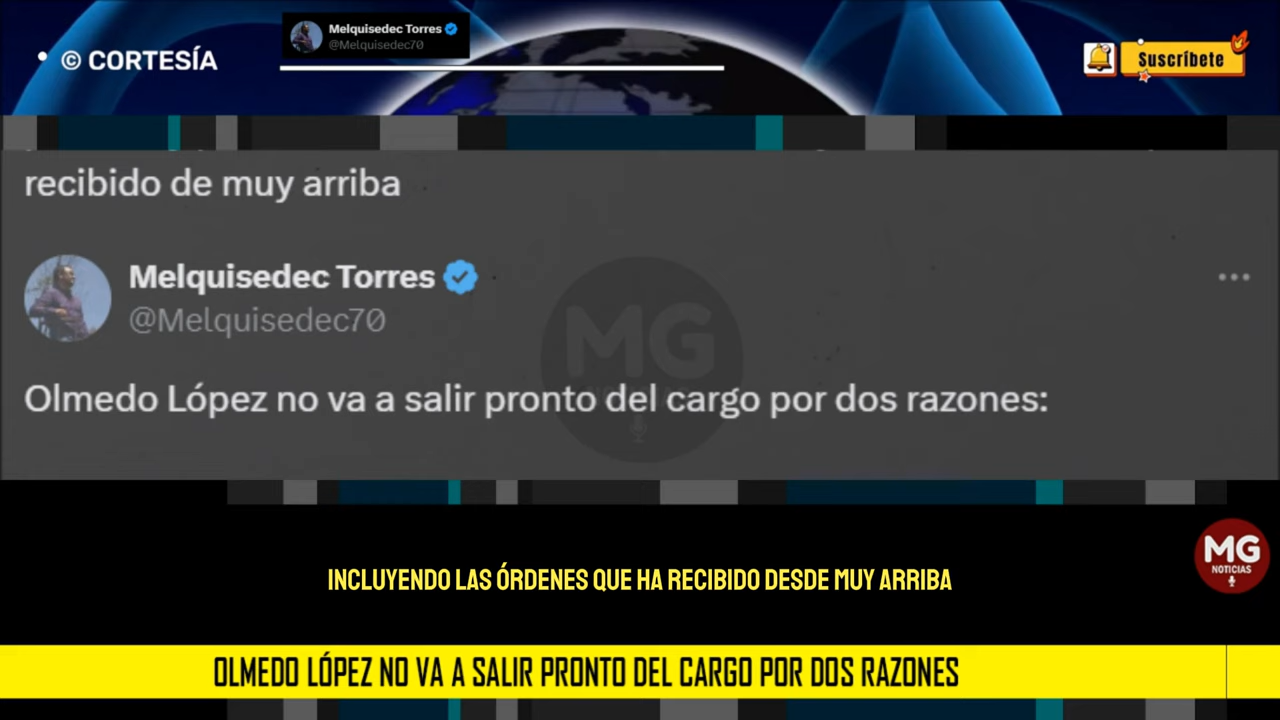 © CORTESÍA
Melquisedec Torres
@Melquisedec70
Suscríbete
recibido de muy arriba
Melquisedec Torres
@Melquisedec70
MG
Olmedo López no va a salir pronto del cargo por dos razones:
MG
NOTICIAS
INCLUYENDO LAS ÓRDENES QUE HA RECIBIDO DESDE MUY ARRIBA
OLMEDO LÓPEZ NO VA A SALIR PRONTO DEL CARGO POR DOS RAZONES